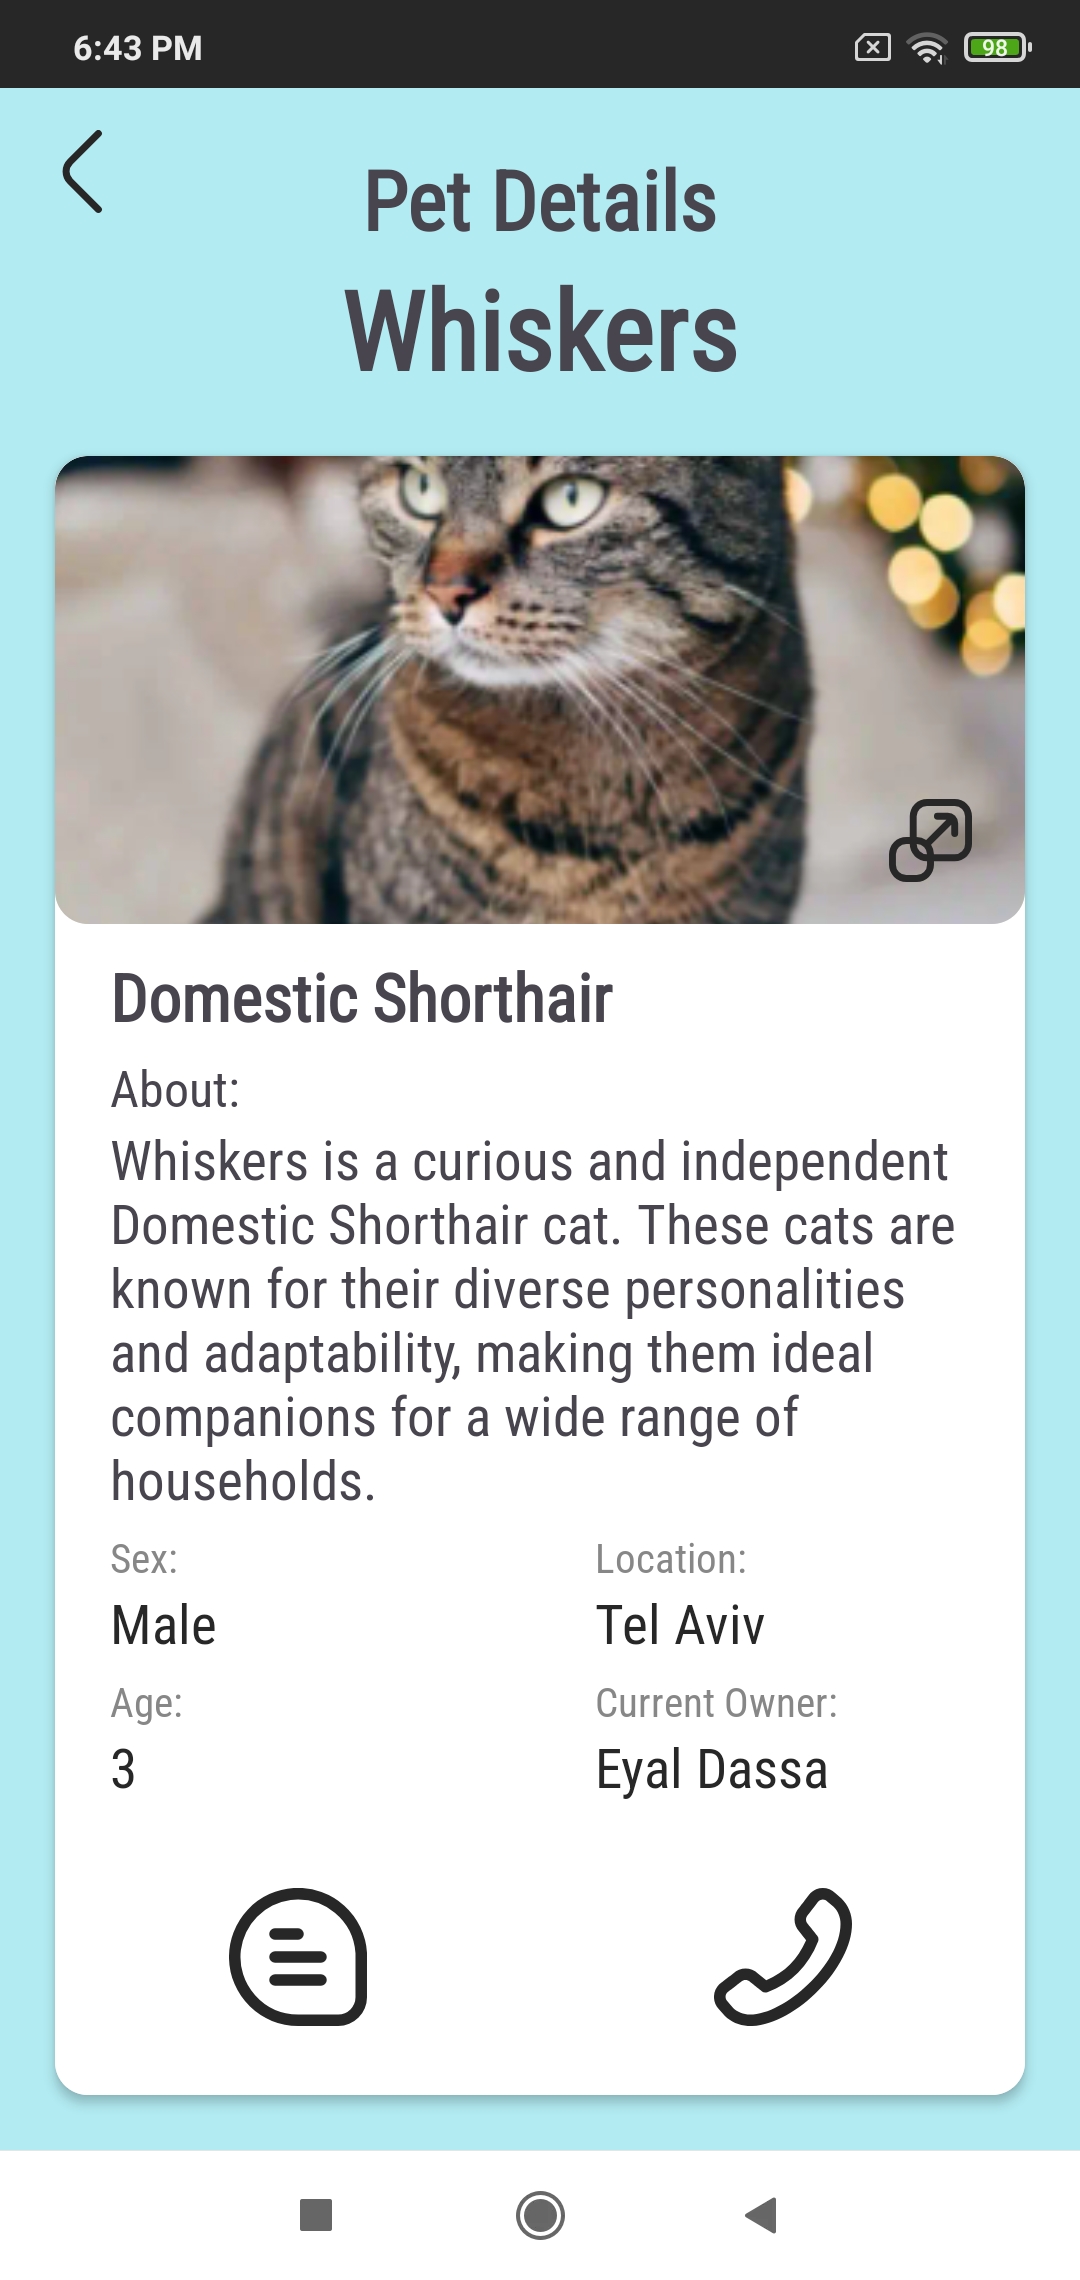 6:43 PM
98
Pet Details
Whiskers
Domestic Shorthair
About:
Whiskers is a curious and independent
Domestic Shorthair cat. These cats are
known for their diverse personalities
and adaptability, making them ideal
companions for a wide range of
households.
Sex:
Male
Location:
Tel Aviv
Age:
3
Current Owner:
Eyal Dassa